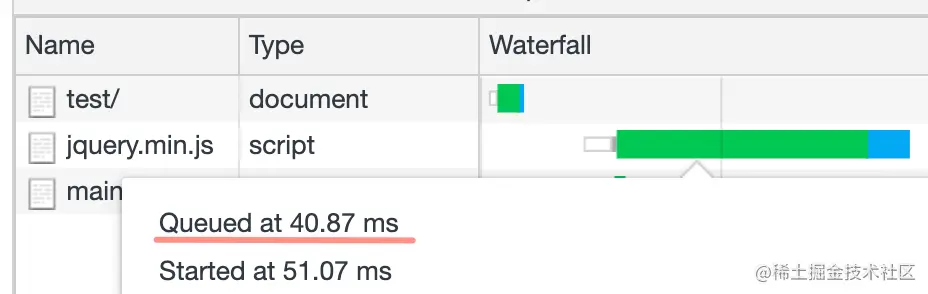 Name Type Waterfall
test/ document
jquery.min.js script
main
Queued at 40.87 ms
Started at 51.07 ms
@稀土掘金技术社区